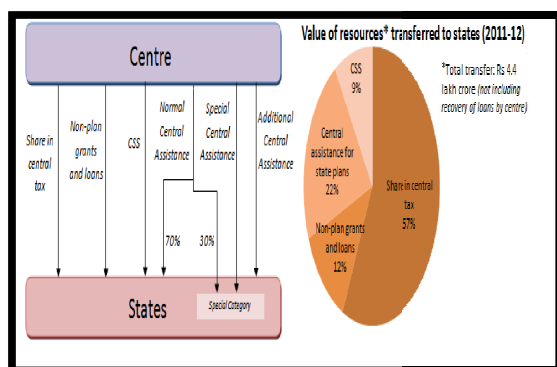 Centre
Share in
central
tax
Non-plan
grants
and loans
CSS
Normal
Central
Assistance
Special
Central
Assistance
Additional
Central
Assistance
70%
30%
States
Special Category
Value of resources* transferred to states (2011-12)
*Total transfer: Rs 4.4
lakh crore (not including
recovery of loans by centre)
CSS
9%
Central
assistance for
state plans
22%
Non-plan grants
and loans
12%
Share in central
tax
57%